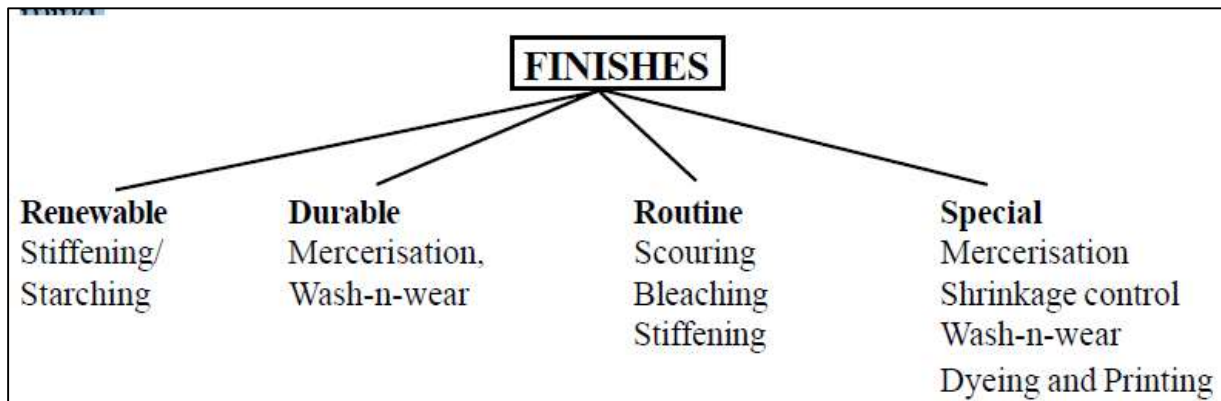 FINISHES
Renewable
Stiffening/
Starching
Durable
Mercerisation,
Wash-n-wear
Routine
Scouring
Bleaching
Stiffening
Special
Mercerisation
Shrinkage control
Wash-n-wear
Dyeing and Printing